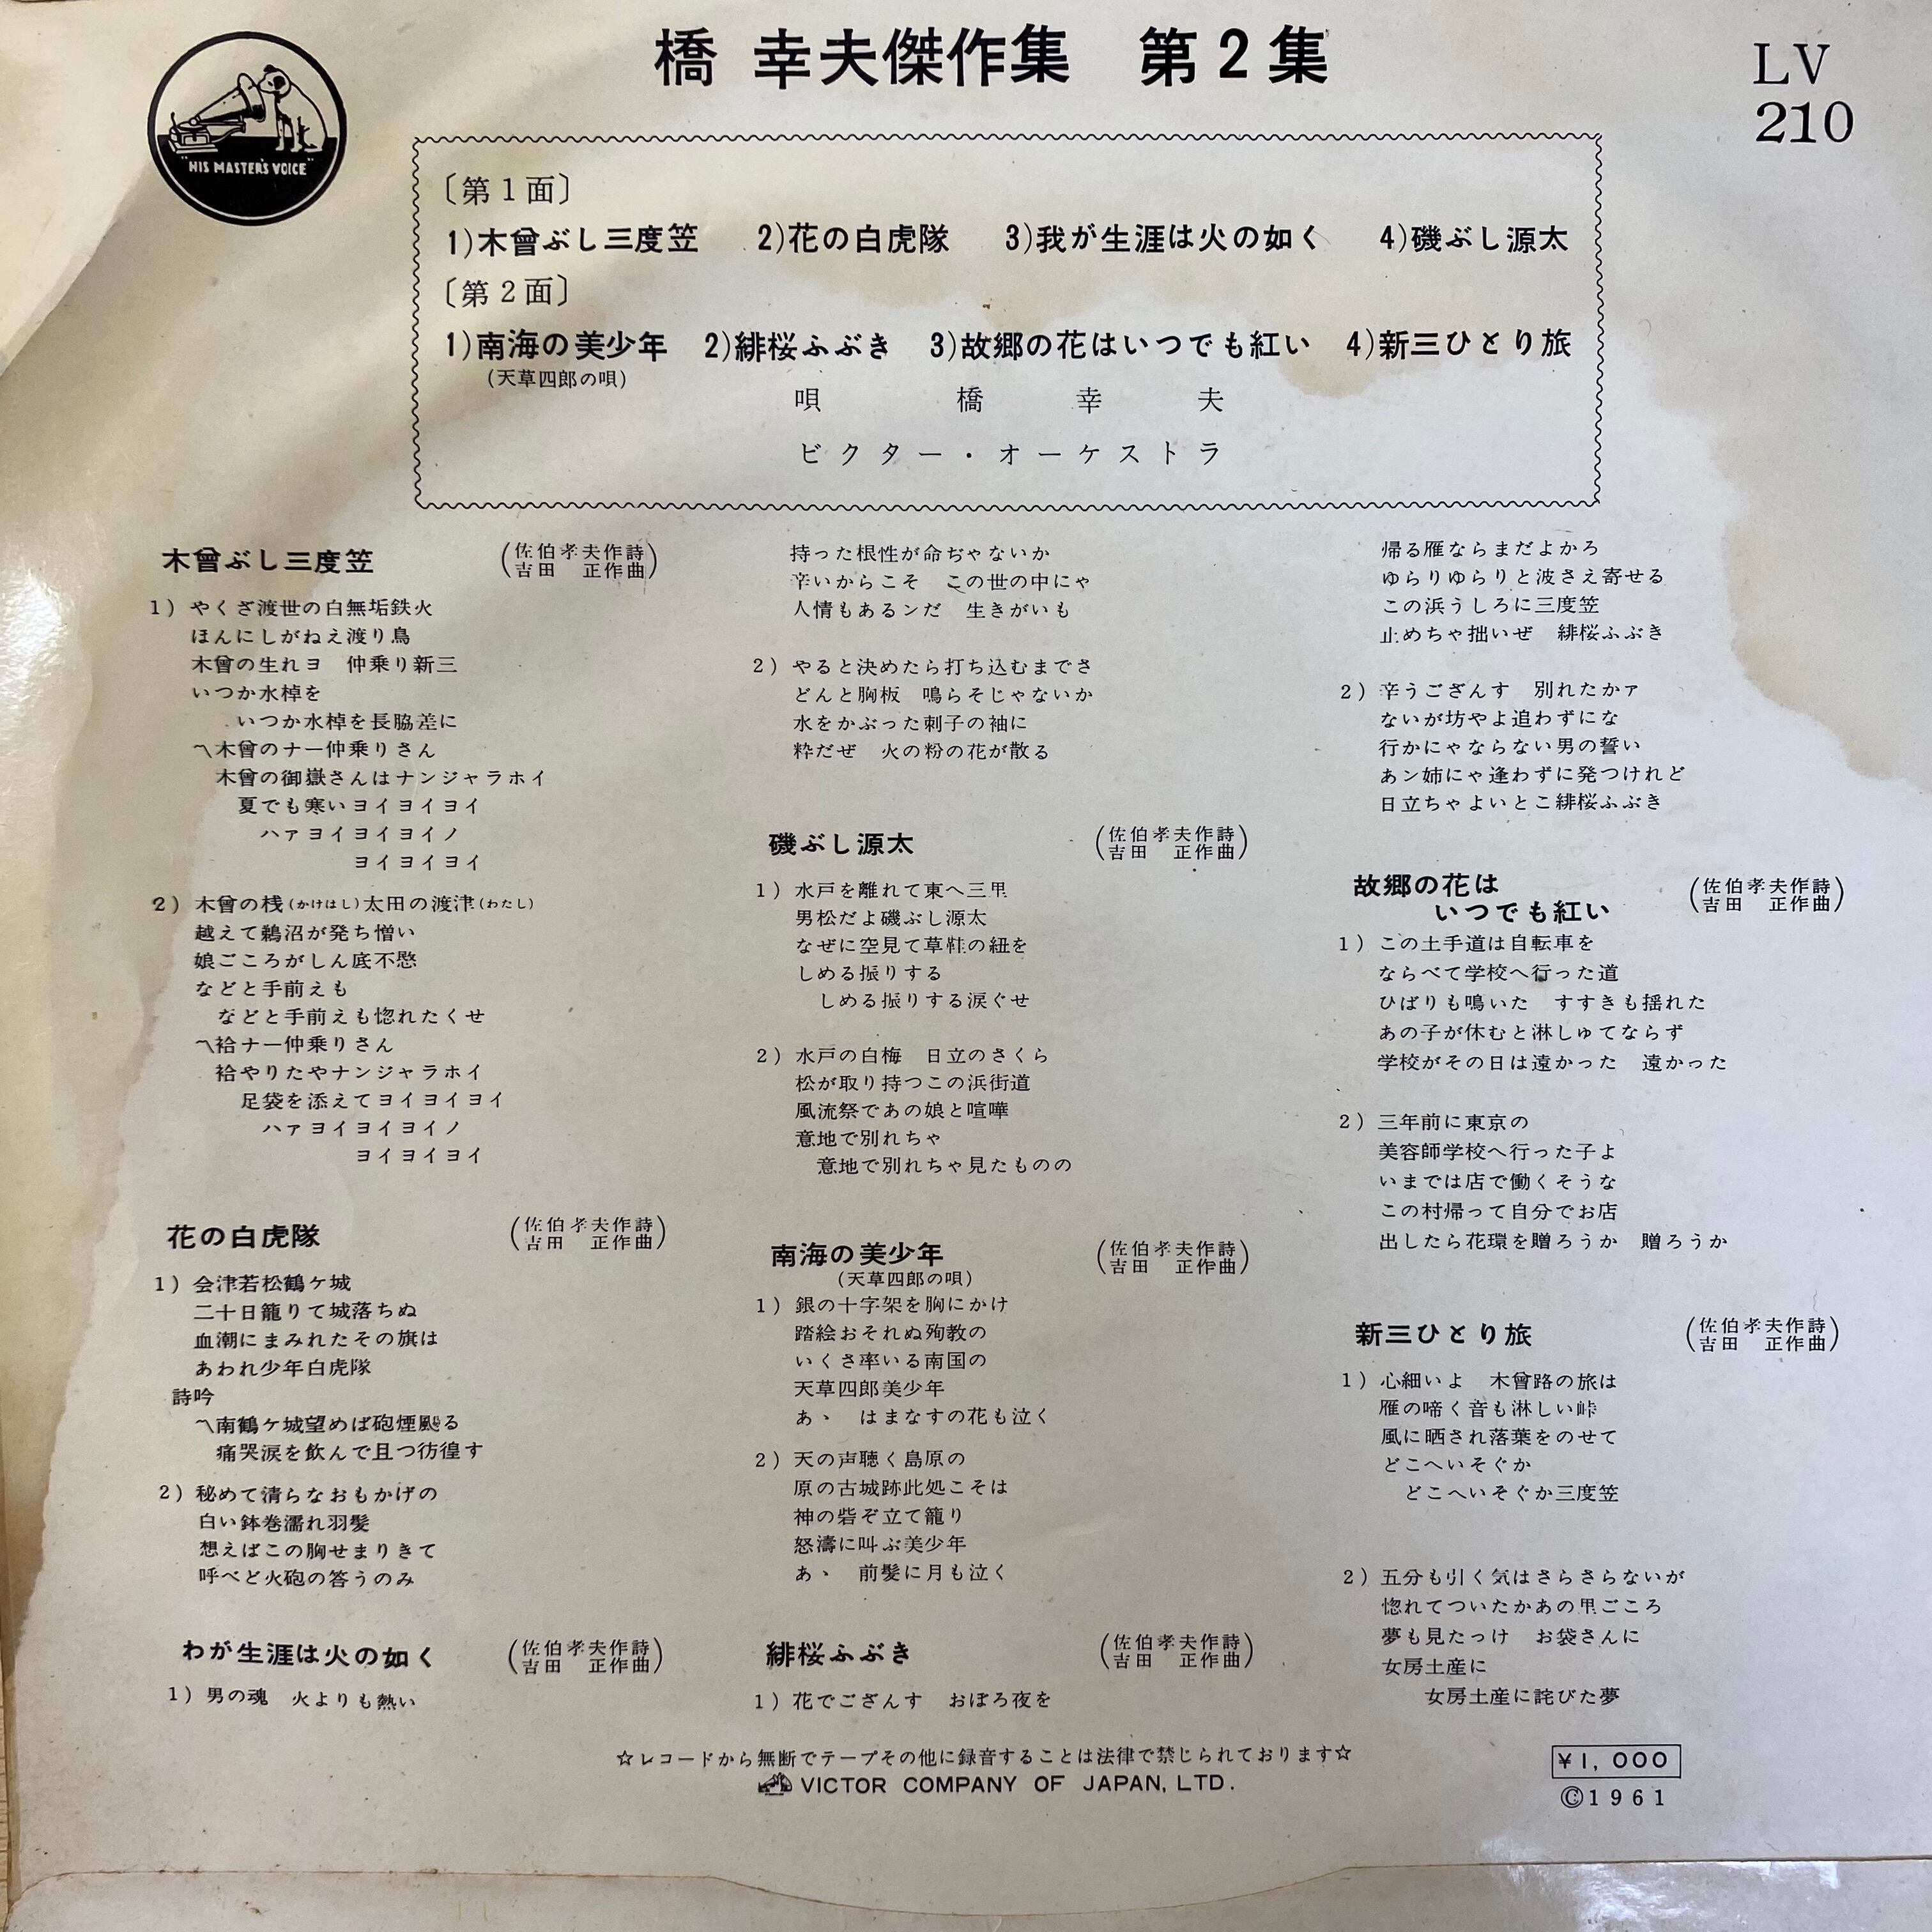 橋 幸夫傑作集 第2集
LV
210
"HIS MASTER'S VOICE"
〔第1面〕
1)木曾ぶし三度笠 2)花の白虎隊 3)我が生涯は火の如く 4)磯ぶし源太
〔第2面〕
1)南海の美少年 2)緋桜ふぶき 3)故郷の花はいつでも紅い 4)新三ひとり旅
(天草四郎の唄)
唄 橋 幸 夫
ビクター・オーケストラ
木曾ぶし三度笠 (佐伯孝夫作詩
吉田 正作曲)
1) やくざ渡世の白無垢鉄火
ほんにしがねえ渡り鳥
木曾の生れヨ 仲乗り新三
いつか水棹を
いつか水棹を長脇差に
〽木曾のナー仲乗りさん
木曾の御嶽さんはナンジャラホイ
夏でも寒いヨイヨイヨイ
ハァヨイヨイヨイノ
ヨイヨイヨイ
2) 木曾の桟(かけはし)太田の渡津(わたし)
越えて鵜沼が発ち憎い
娘ごころがしん底不愍
などと手前えも
などと手前えも惚れたくせ
〽袷ナー仲乗りさん
袷やりたやナンジャラホイ
足袋を添えてヨイヨイヨイ
ハァヨイヨイヨイノ
ヨイヨイヨイ
花の白虎隊 (佐伯孝夫作詩
吉田 正作曲)
1) 会津若松鶴ケ城
二十日籠りて城落ちぬ
血潮にまみれたその旗は
あわれ少年白虎隊
詩吟
〽南鶴ケ城望めば砲煙颺る
痛哭涙を飲んで且つ彷徨す
2) 秘めて清らなおもかげの
白い鉢巻濡れ羽髪
想えばこの胸せまりきて
呼べど火砲の答うのみ
わが生涯は火の如く (佐伯孝夫作詩
吉田 正作曲)
1) 男の魂 火よりも熱い
持った根性が命ぢゃないか
辛いからこそ この世の中にゃ
人情もあるンだ 生きがいも
2) やると決めたら打ち込むまでさ
どんと胸板 鳴らそじゃないか
水をかぶった刺子の袖に
粋だぜ 火の粉の花が散る
磯ぶし源太 (佐伯孝夫作詩
吉田 正作曲)
1) 水戸を離れて東へ三里
男松だよ磯ぶし源太
なぜに空見て草鞋の紐を
しめる振りする
しめる振りする涙ぐせ
2) 水戸の白梅 日立のさくら
松が取り持つこの浜街道
風流祭であの娘と喧嘩
意地で別れちゃ
意地で別れちゃ見たものの
南海の美少年 (佐伯孝夫作詩
吉田 正作曲)
(天草四郎の唄)
1) 銀の十字架を胸にかけ
踏絵おそれぬ殉教の
いくさ率いる南国の
天草四郎美少年
あゝ はまなすの花も泣く
2) 天の声聴く島原の
原の古城跡此処こそは
神の砦ぞ立て籠り
怒濤に叫ぶ美少年
あゝ 前髪に月も泣く
緋桜ふぶき (佐伯孝夫作詩
吉田 正作曲)
1) 花でござんす おぼろ夜を
帰る雁ならまだよかろ
ゆらりゆらりと波さえ寄せる
この浜うしろに三度笠
止めちゃ拙いぜ 緋桜ふぶき
2) 辛うござんす 別れたかァ
ないが坊やよ追わずにな
行かにゃならない男の誓い
あン姉にゃ逢わずに発つけれど
日立ちゃよいとこ緋桜ふぶき
故郷の花は
いつでも紅い (佐伯孝夫作詩
吉田 正作曲)
1) この土手道は自転車を
ならべて学校へ行った道
ひばりも鳴いた すすきも揺れた
あの子が休むと淋しゅてならず
学校がその日は遠かった 遠かった
2) 三年前に東京の
美容師学校へ行った子よ
いまでは店で働くそうな
この村帰って自分でお店
出したら花環を贈ろうか 贈ろうか
新三ひとり旅 (佐伯孝夫作詩
吉田 正作曲)
1) 心細いよ 木曾路の旅は
雁の啼く音も淋しい峠
風に晒され落葉をのせて
どこへいそぐか
どこへいそぐか三度笠
2) 五分も引く気はさらさらないが
惚れてついたかあの里ごころ
夢も見たっけ お袋さんに
女房土産に
女房土産に詫びた夢
☆レコードから無断でテープその他に録音することは法律で禁じられております☆
VICTOR COMPANY OF JAPAN, LTD.
¥1,000
©1961